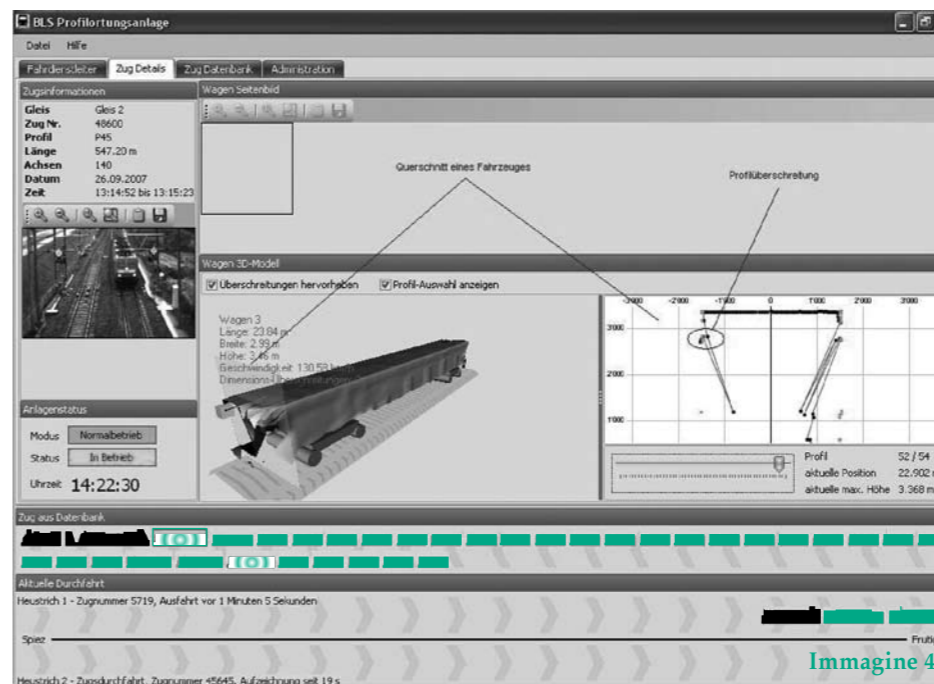 BLS Profilortungsanlage
Datei Hilfe
Fahrdienstleiter Zug Details Zug Datenbank Administration
Zugsinformationen
Gleis Gleis 2
Zug Nr. 48600
Profil P45
Länge 547.20 m
Achsen 140
Datum 26.09.2007
Zeit 13:14:52 bis 13:15:23
Anlagenstatus
Modus Normalbetrieb
Status In Betrieb
Uhrzeit 14:22:30
Wagen Seitenbild
Querschnitt eines Fahrzeuges
Profilüberschreitung
Wagen 3D-Modell
Überschreitungen hervorheben Profil-Auswahl anzeigen
Wagen 3
Länge: 23.84 m
Breite: 2.99 m
Höhe: 3.46 m
Geschwindigkeit: 130.58
-3000 -2000 -1000 0 1000 2000 3000
3000
2000
1000
Profil 52 / 54
aktuelle Position 22.902
aktuelle max. Höhe 3.368 m
Zug aus Datenbank
Aktuelle Durchfahrt
Heustrich 1 - Zugnummer 5719, Ausfahrt vor 1 Minuten 5 Sekunden
Spiez Fruti
Heustrich 2 - Zugsdurchfahrt, Zugnummer 45645, Aufzeichnung seit 19 s
Immagine 4